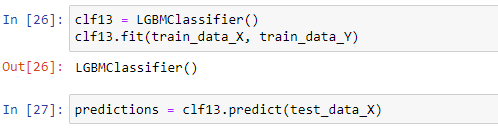 In [26]: clf13 = LGBMClassifier()
clf13.fit(train_data_X, train_data_Y)
Out[26]: LGBMClassifier()
In [27]: predictions = clf13.predict(test_data_X)